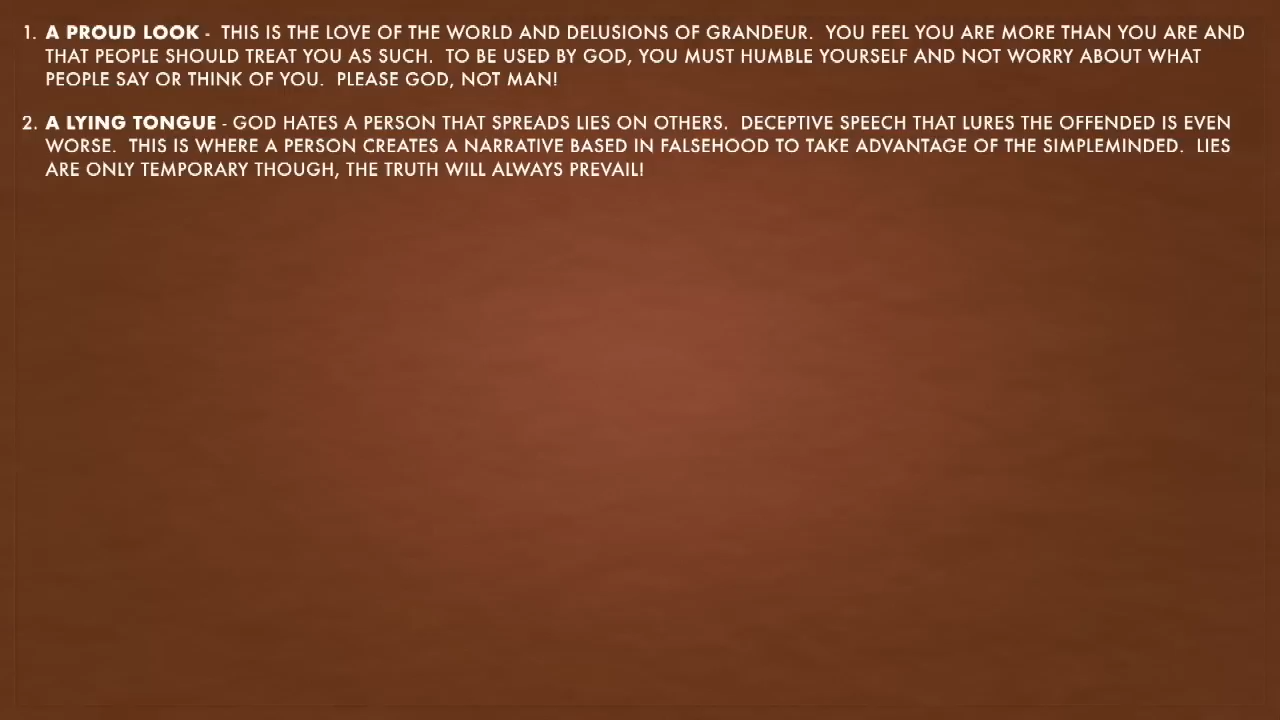 1. A PROUD LOOK - THIS IS THE LOVE OF THE WORLD AND DELUSIONS OF GRANDEUR. YOU FEEL YOU ARE MORE THAN YOU ARE AND
THAT PEOPLE SHOULD TREAT YOU AS SUCH. TO BE USED BY GOD, YOU MUST HUMBLE YOURSELF AND NOT WORRY ABOUT WHAT
PEOPLE SAY OR THINK OF YOU. PLEASE GOD, NOT MAN!
2. A LYING TONGUE - GOD HATES A PERSON THAT SPREADS LIES ON OTHERS. DECEPTIVE SPEECH THAT LURES THE OFFENDED IS EVEN
WORSE. THIS IS WHERE A PERSON CREATES A NARRATIVE BASED IN FALSEHOOD TO TAKE ADVANTAGE OF THE SIMPLEMINDED. LIES
ARE ONLY TEMPORARY THOUGH, THE TRUTH WILL ALWAYS PREVAIL!